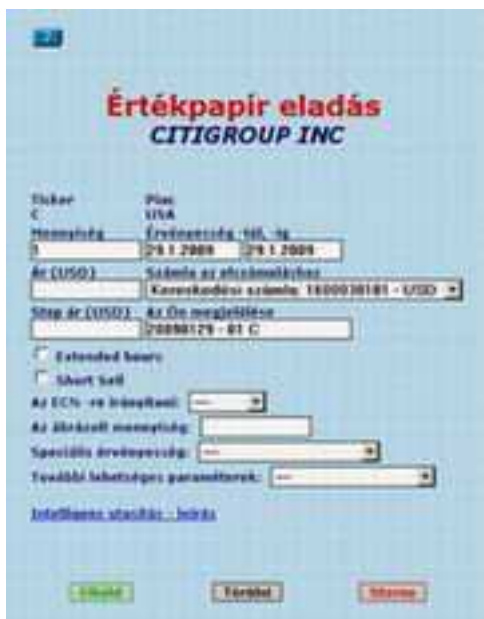 ?
Értékpapír eladás
CITIGROUP INC
Ticker Piac
C USA
Mennyiség Érvényesség -tól, -ig
1 29.1.2009 29.1.2009
Ár (USD) Számla az elszámoláshoz
Kereskedési számla, 1600030181 - USD
Stop ár (USD) Az Ön megjelölése
20090129 - 01 C
Extended hours
Short Sell
Az ECN -re irányítani: ---
Az ábrázolt mennyiség:
Speciális érvényesség: ---
További lehetséges paraméterek: ---
Intelligens utasítás - leírás
Elküld Törölni